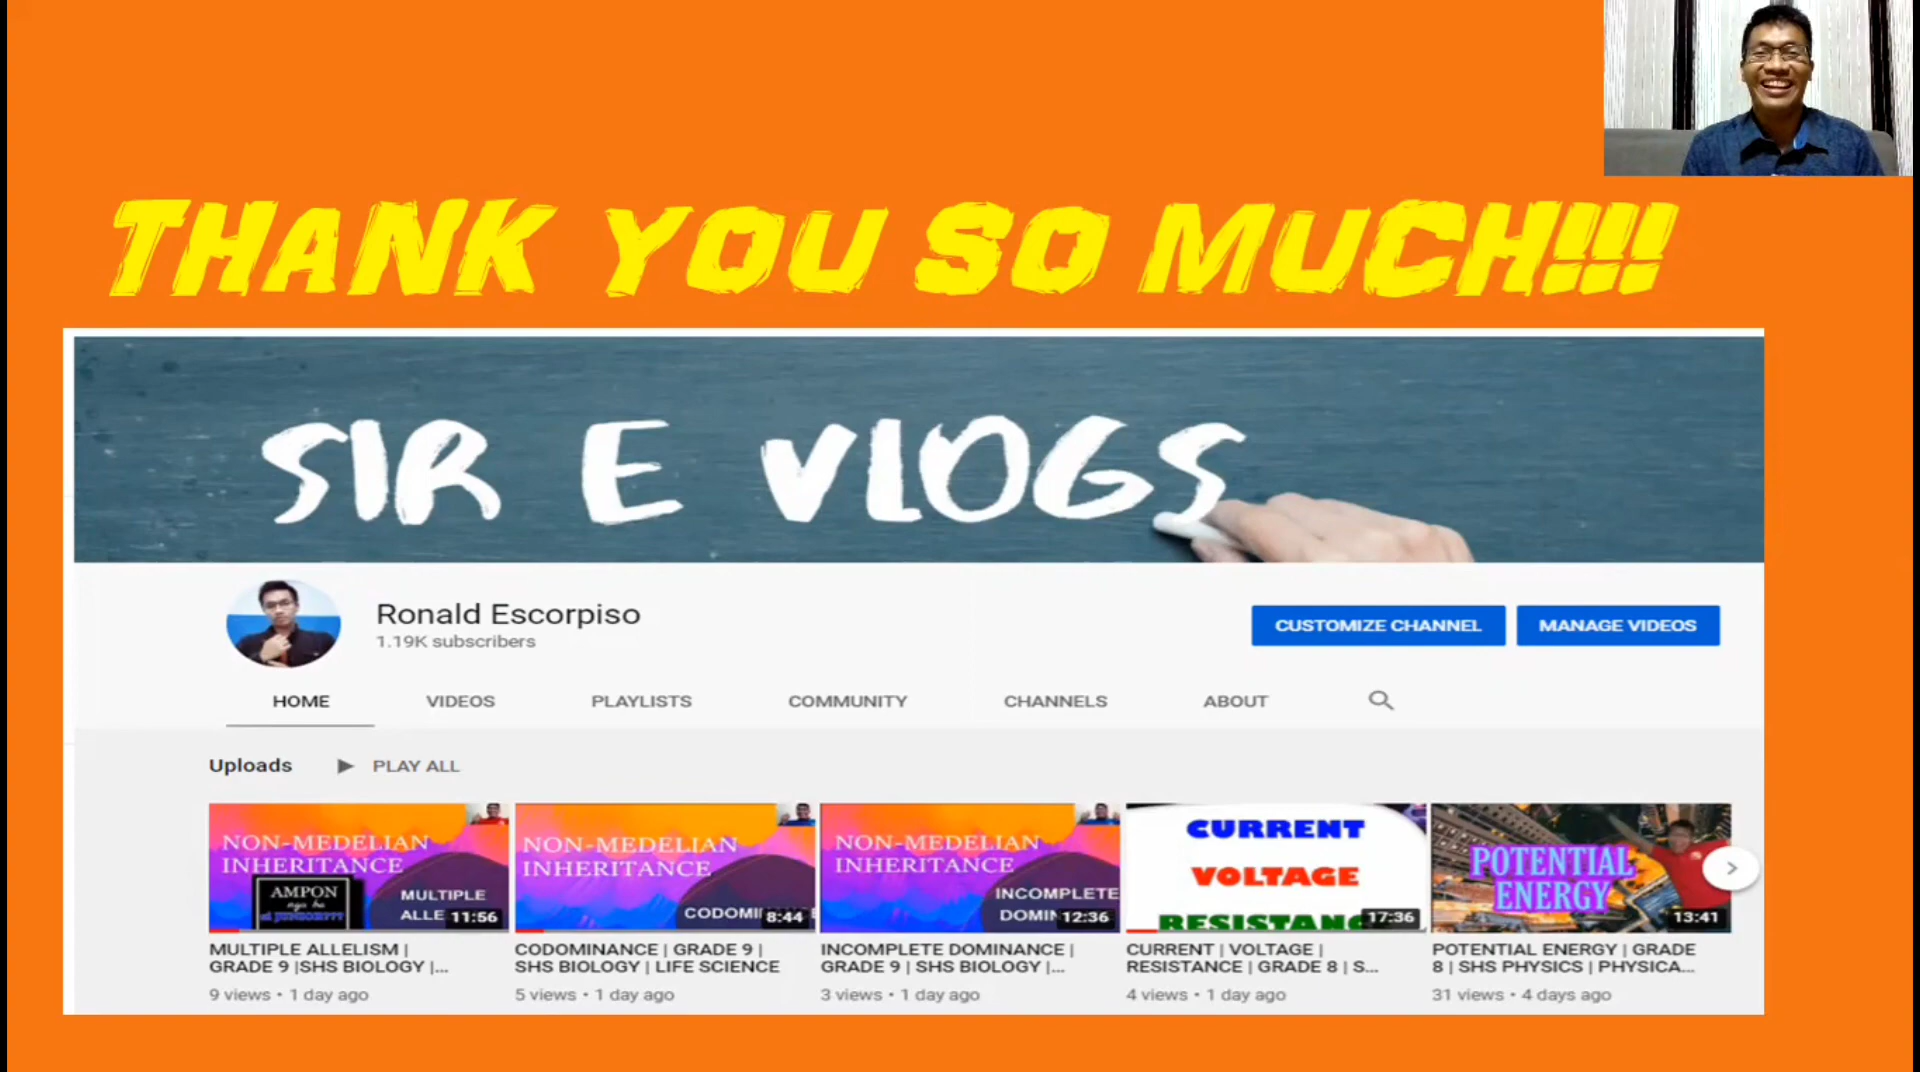 THANK YOU SO MUCH!!!
SIR E VLOGS
Ronald Escorpiso
1.19K subscribers
CUSTOMIZE CHANNEL
MANAGE VIDEOS
HOME
VIDEOS
PLAYLISTS
COMMUNITY
CHANNELS
ABOUT
Uploads
PLAY ALL
NON-MEDELIAN
INHERITANCE
AMPON
nga ba
si JUNIOR???
MULTIPLE
ALLE
11:56
MULTIPLE ALLELISM |
GRADE 9 |SHS BIOLOGY |...
9 views • 1 day ago
NON-MEDELIAN
INHERITANCE
CODOMI
8:44
CODOMINANCE | GRADE 9 |
SHS BIOLOGY | LIFE SCIENCE
5 views • 1 day ago
NON-MEDELIAN
INHERITANCE
INCOMPLETE
DOMIN
12:36
INCOMPLETE DOMINANCE |
GRADE 9 | SHS BIOLOGY |...
3 views • 1 day ago
CURRENT
VOLTAGE
RESISTANC
17:36
CURRENT | VOLTAGE |
RESISTANCE | GRADE 8 | S...
4 views • 1 day ago
POTENTIAL
ENERGY
13:41
POTENTIAL ENERGY | GRADE
8 | SHS PHYSICS | PHYSICA...
31 views • 4 days ago